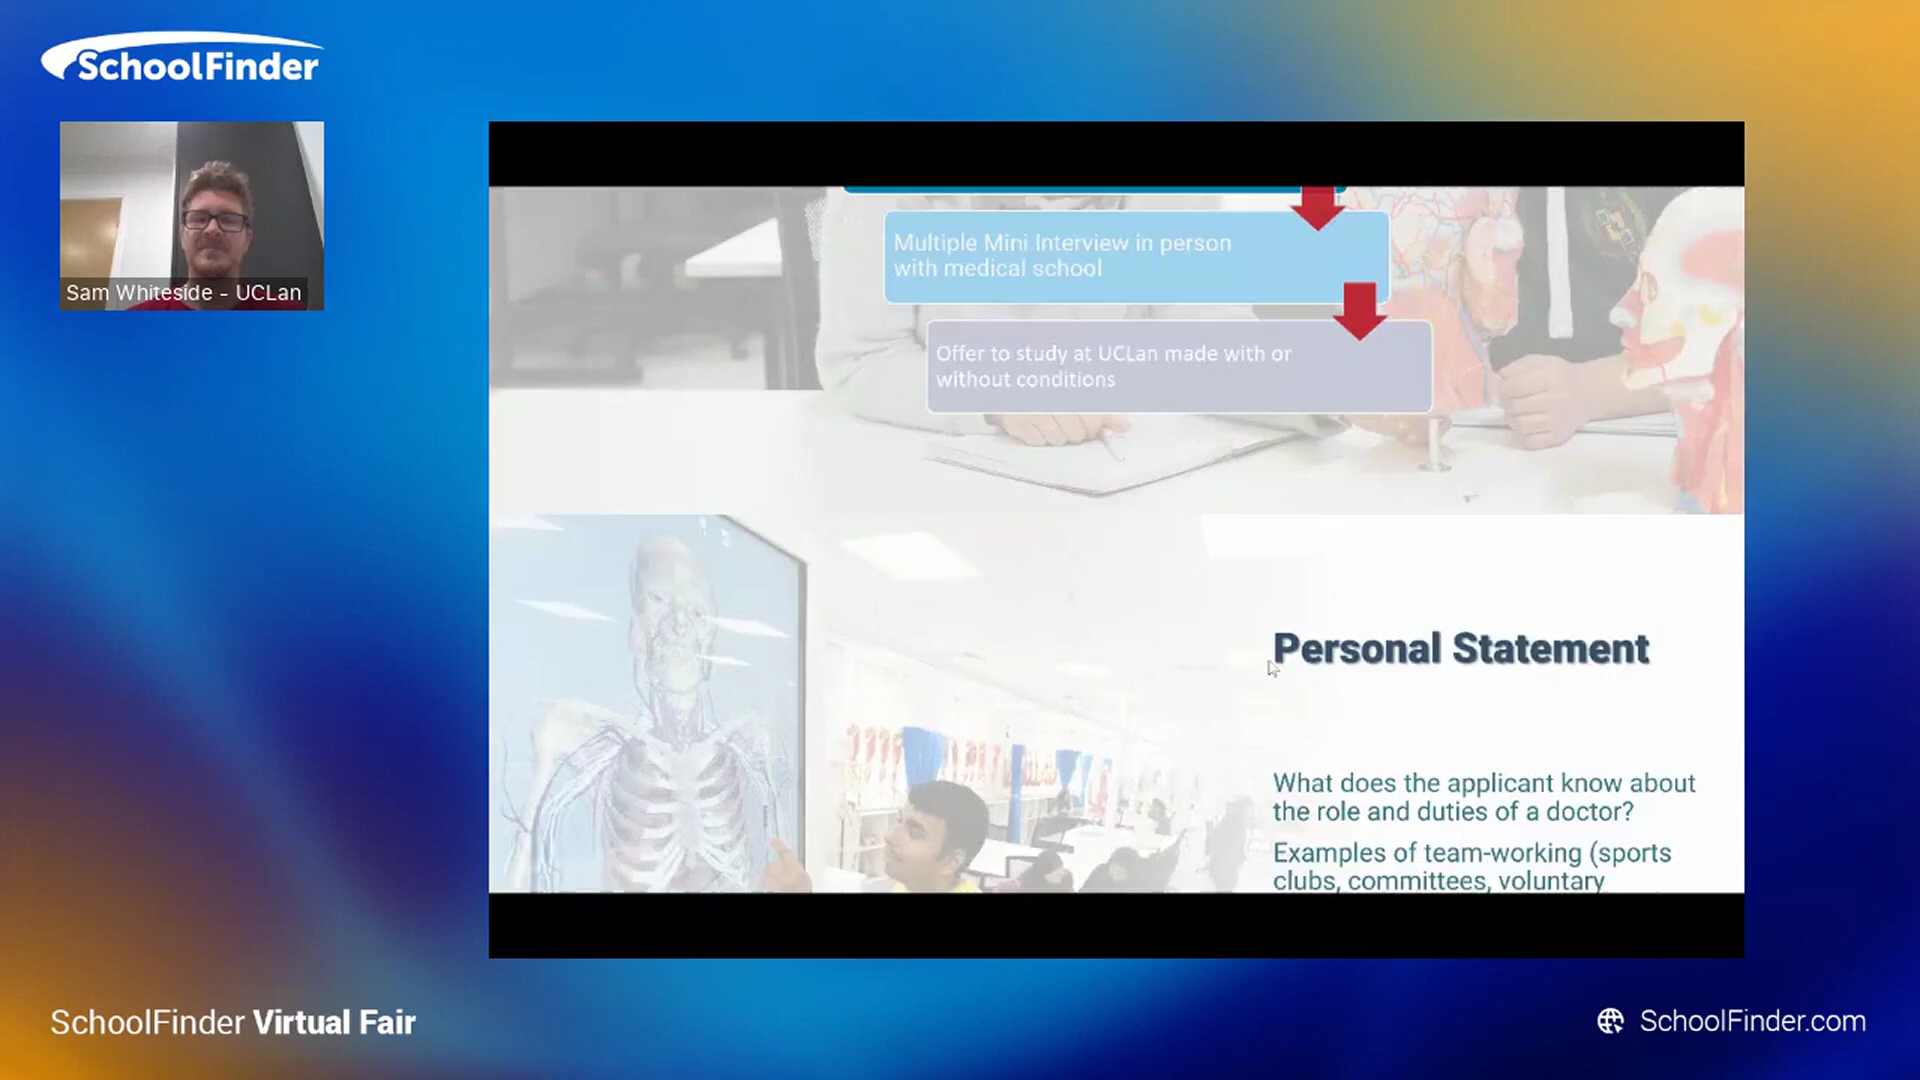 SchoolFinder
Sam Whiteside - UCLan
Multiple Mini Interview in person
with medical school
Offer to study at UCLan made with or
without conditions
Personal Statement
What does the applicant know about
the role and duties of a doctor?
Examples of team-working (sports
clubs, committees, voluntary
SchoolFinder Virtual Fair
SchoolFinder.com